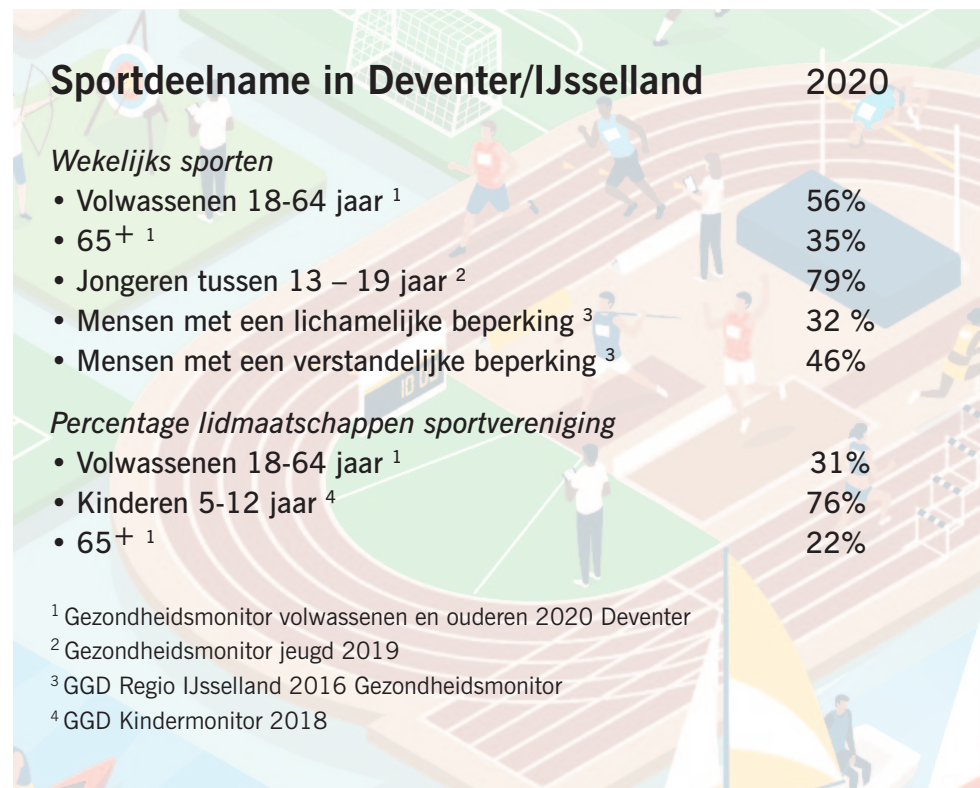 Sportdeelname in Deventer/IJsselland 2020
Wekelijks sporten
• Volwassenen 18-64 jaar ¹ 56%
• 65⁺ ¹ 35%
• Jongeren tussen 13 – 19 jaar ² 79%
• Mensen met een lichamelijke beperking ³ 32 %
• Mensen met een verstandelijke beperking ³ 46%
Percentage lidmaatschappen sportvereniging
• Volwassenen 18-64 jaar ¹ 31%
• Kinderen 5-12 jaar ⁴ 76%
• 65⁺ ¹ 22%
¹ Gezondheidsmonitor volwassenen en ouderen 2020 Deventer
² Gezondheidsmonitor jeugd 2019
³ GGD Regio IJsselland 2016 Gezondheidsmonitor
⁴ GGD Kindermonitor 2018